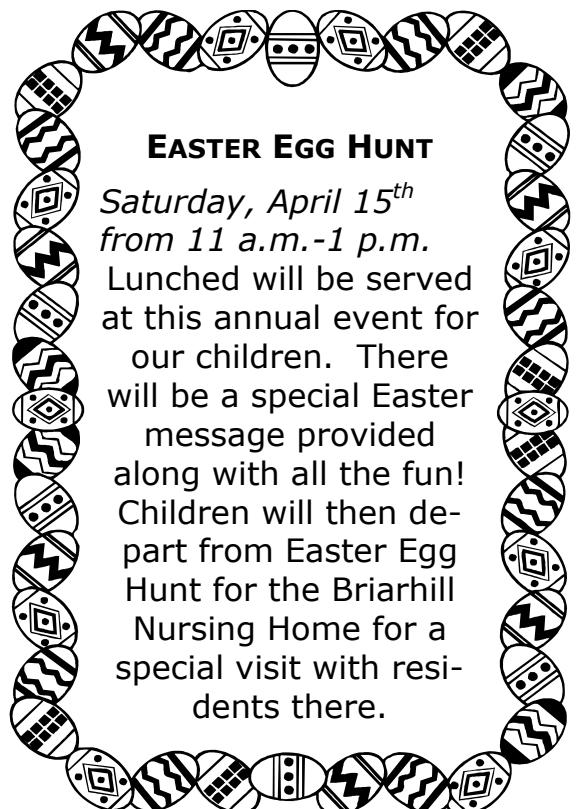 EASTER EGG HUNT
Saturday, April 15th
from 11 a.m.-1 p.m.
Lunched will be served
at this annual event for
our children.  There
will be a special Easter
message provided
along with all the fun!
Children will then de-
part from Easter Egg
Hunt for the Briarhill
Nursing Home for a
special visit with resi-
dents there.